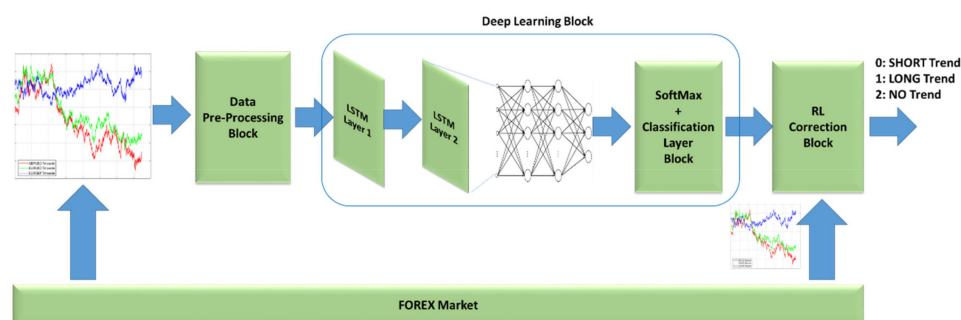 Deep Learning Block
Data
Pre-Processing
Block
LSTM
Layer 1
LSTM
Layer 2
SoftMax
+
Classification
Layer
Block
RL
Correction
Block
0: SHORT Trend
1: LONG Trend
2: NO Trend
FOREX Market